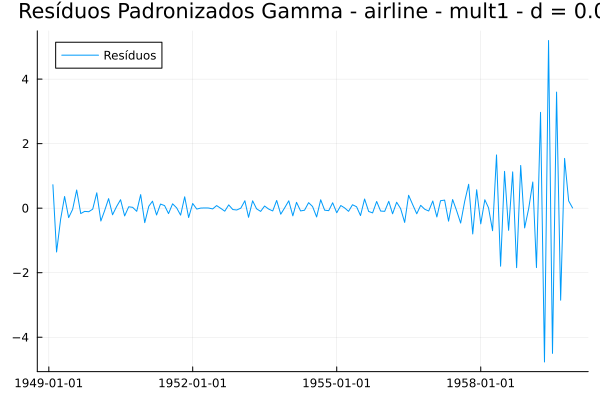 Resíduos Padronizados Gamma - airline - mult1 - d = 0.0
Resíduos
4
2
0
−2
−4
1949-01-01 1952-01-01 1955-01-01 1958-01-01